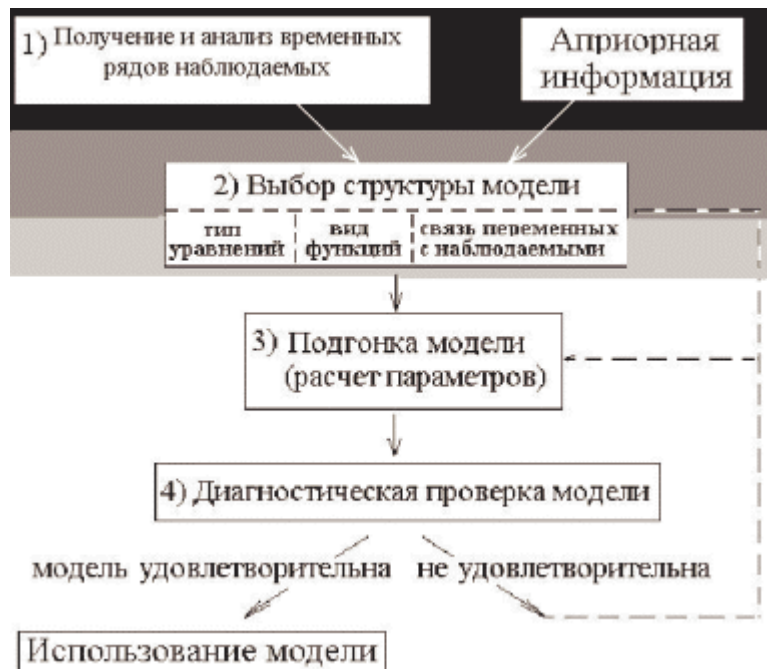 1) Получение и анализ временных
рядов наблюдаемых
Априорная
информация
2) Выбор структуры модели
тип
уравнений
вид
функций
связь переменных
с наблюдаемыми
3) Подгонка модели
(расчет параметров)
4) Диагностическая проверка модели
модель удовлетворительна
не удовлетворительна
Использование модели